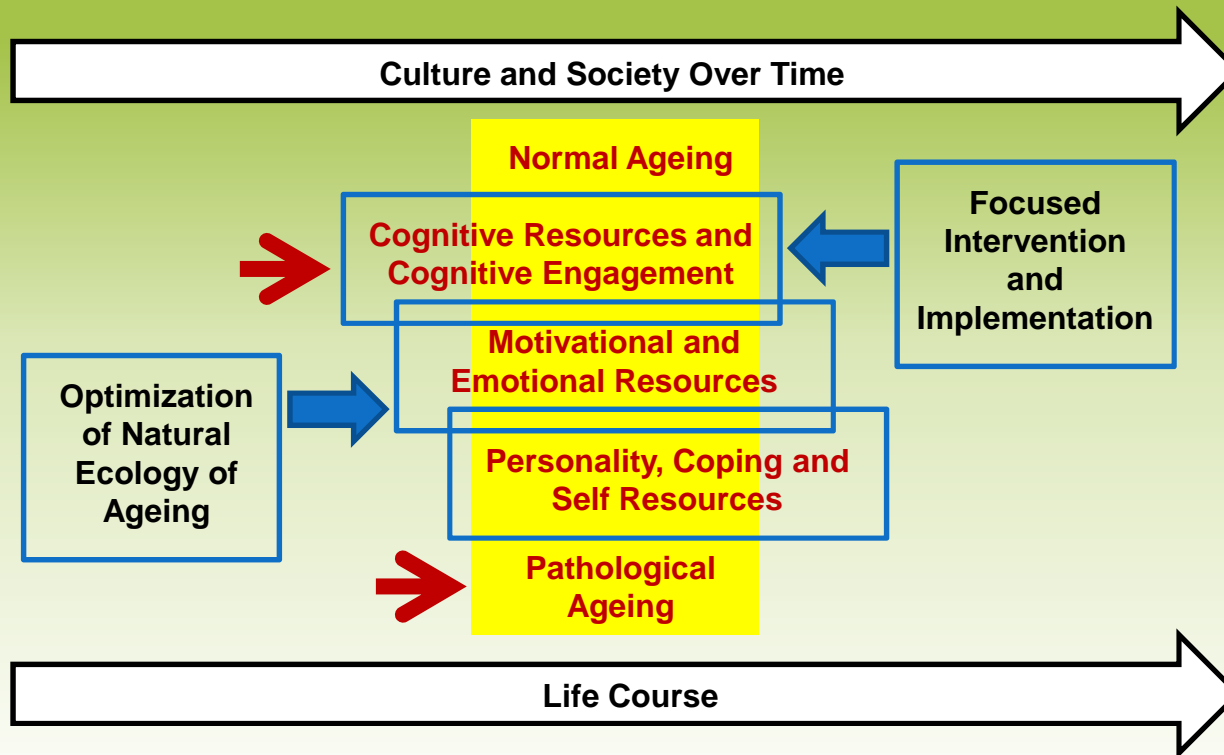 Culture and Society Over Time
Normal Ageing
Cognitive Resources and
Cognitive Engagement
Motivational and
Emotional Resources
Personality, Coping and
Self Resources
Pathological
Ageing
Focused
Intervention
and
Implementation
Optimization
of Natural
Ecology of
Ageing
Life Course